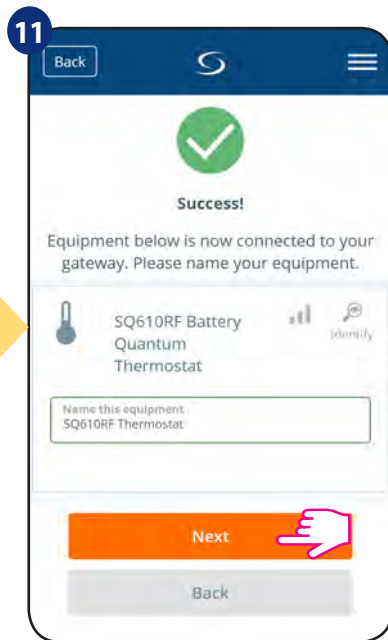 11
Back
Success!
Equipment below is now connected to your
gateway. Please name your equipment.
SQ610RF Battery
Quantum
Thermostat
Identify
Name this equipment
SQ610RF Thermostat
Next
Back